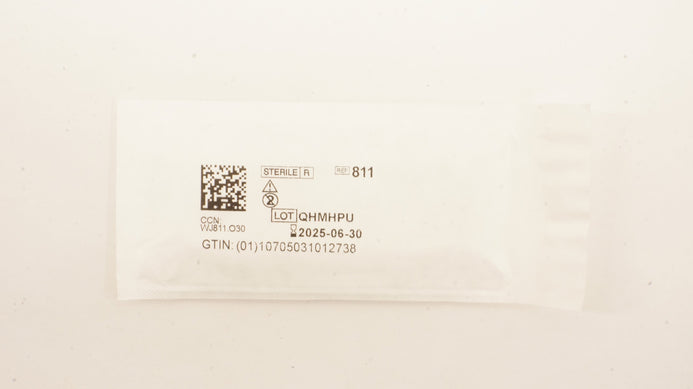 STERILE R
REF 811
LOT QHMHPU
2025-06-30
CCN:
WJ811.O30
GTIN: (01)10705031012738